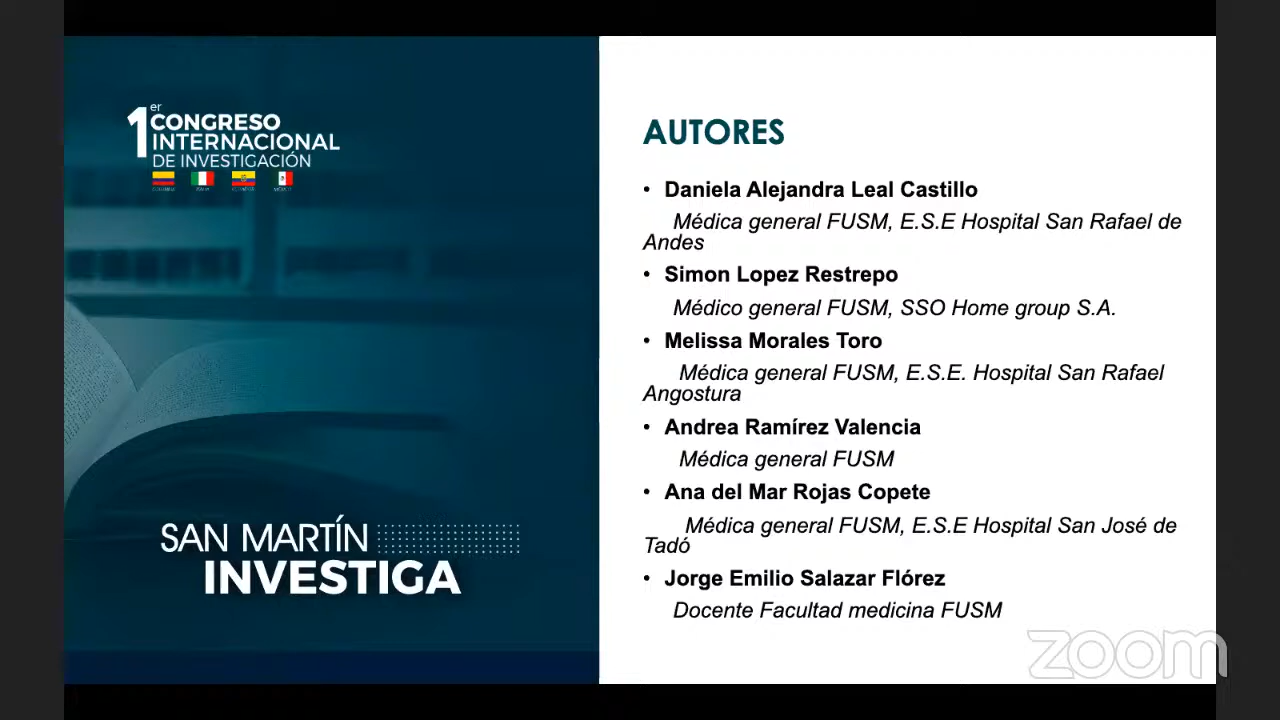 1er CONGRESO
INTERNACIONAL
DE INVESTIGACIÓN
SAN MARTÍN
INVESTIGA
AUTORES
• Daniela Alejandra Leal Castillo
Médica general FUSM, E.S.E Hospital San Rafael de
Andes
• Simon Lopez Restrepo
Médico general FUSM, SSO Home group S.A.
• Melissa Morales Toro
Médica general FUSM, E.S.E. Hospital San Rafael
Angostura
• Andrea Ramírez Valencia
Médica general FUSM
• Ana del Mar Rojas Copete
Médica general FUSM, E.S.E Hospital San José de
Tadó
• Jorge Emilio Salazar Flórez
Docente Facultad medicina FUSM
zoom